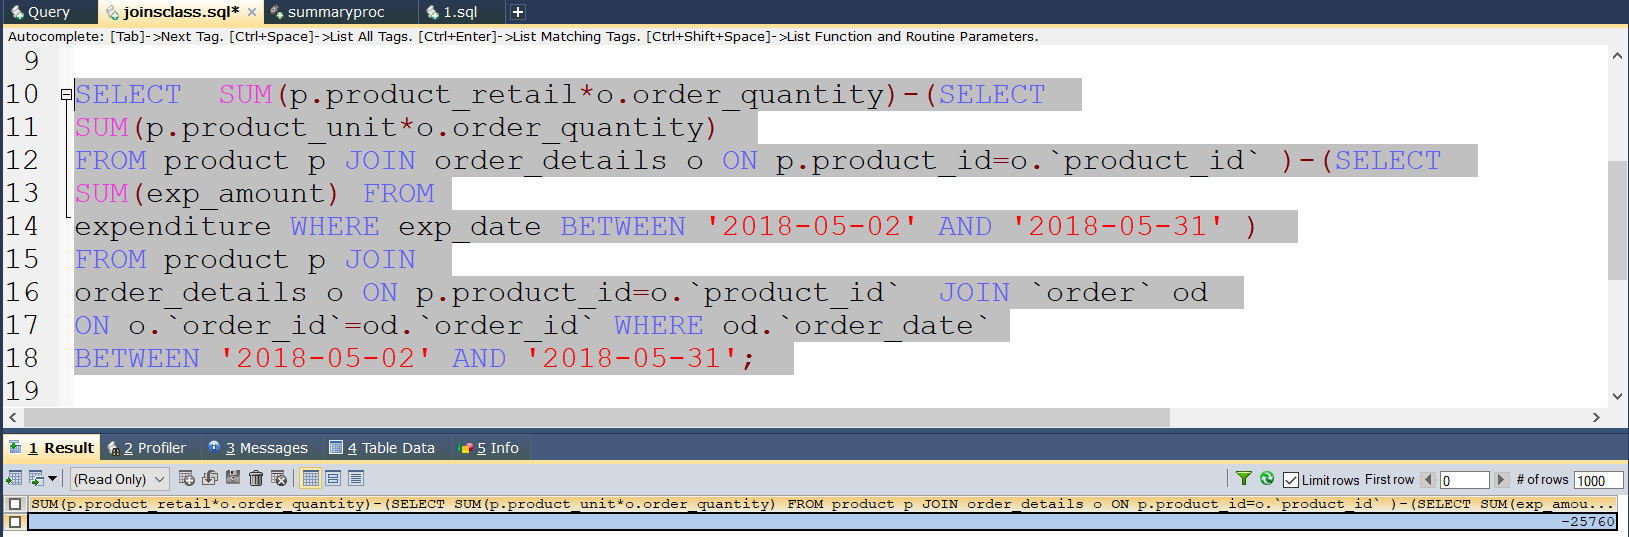 Query joinsclass.sql* × summaryproc 1.sql +
Autocomplete: [Tab]->Next Tag. [Ctrl+Space]->List All Tags. [Ctrl+Enter]->List Matching Tags. [Ctrl+Shift+Space]->List Function and Routine Parameters.
9
10 SELECT  SUM(p.product_retail*o.order_quantity)-(SELECT
11 SUM(p.product_unit*o.order_quantity)
12 FROM product p JOIN order_details o ON p.product_id=o.`product_id` )-(SELECT
13 SUM(exp_amount) FROM
14 expenditure WHERE exp_date BETWEEN '2018-05-02' AND '2018-05-31' )
15 FROM product p JOIN
16 order_details o ON p.product_id=o.`product_id`  JOIN `order` od
17 ON o.`order_id`=od.`order_id` WHERE od.`order_date`
18 BETWEEN '2018-05-02' AND '2018-05-31';
19
1 Result 2 Profiler 3 Messages 4 Table Data 5 Info
(Read Only) Limit rows First row 0 # of rows 1000
SUM(p.product_retail*o.order_quantity)-(SELECT SUM(p.product_unit*o.order_quantity) FROM product p JOIN order_details o ON p.product_id=o.`product_id` )-(SELECT SUM(exp_amou...
-25760